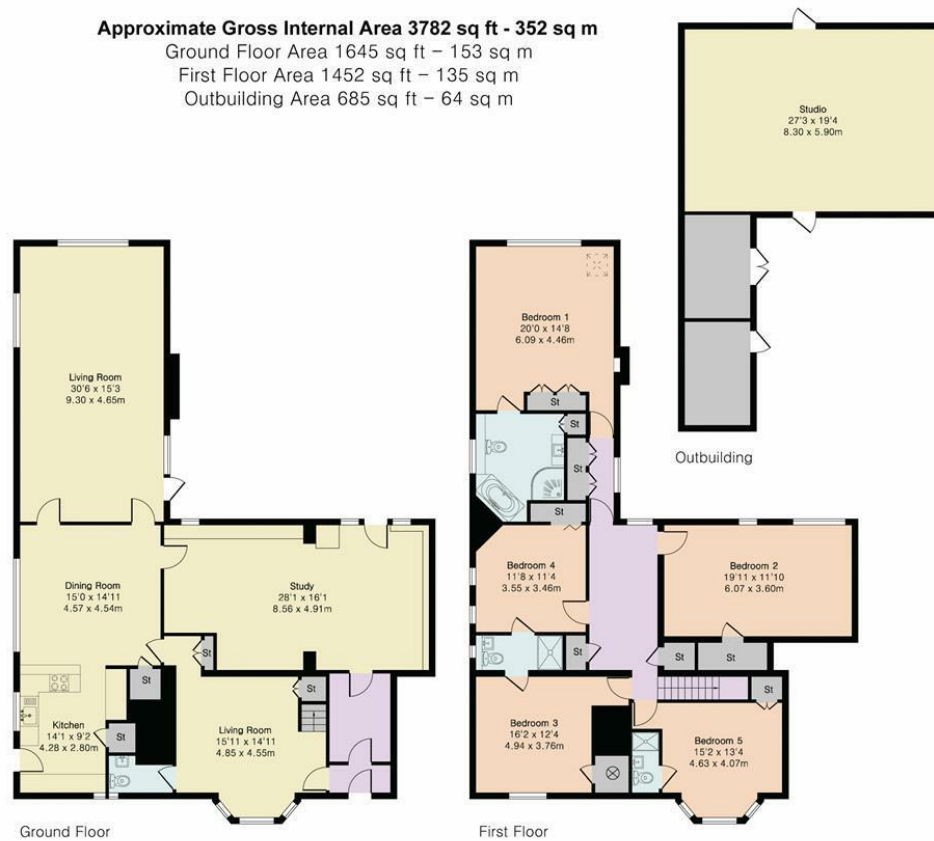 Approximate Gross Internal Area 3782 sq ft - 352 sq m
Ground Floor Area 1645 sq ft – 153 sq m
First Floor Area 1452 sq ft – 135 sq m
Outbuilding Area 685 sq ft – 64 sq m
Studio
27'3 x 19'4
8.30 x 5.90m
Outbuilding
Living Room
30'6 x 15'3
9.30 x 4.65m
Dining Room
15'0 x 14'11
4.57 x 4.54m
Study
28'1 x 16'1
8.56 x 4.91m
St
St
St
St
Kitchen
14'1 x 9'2
4.28 x 2.80m
Living Room
15'11 x 14'11
4.85 x 4.55m
Ground Floor
Bedroom 1
20'0 x 14'8
6.09 x 4.46m
St
St
St
St
Bedroom 4
11'8 x 11'4
3.55 x 3.46m
Bedroom 2
19'11 x 11'10
6.07 x 3.60m
St
St
St
St
Bedroom 3
16'2 x 12'4
4.94 x 3.76m
Bedroom 5
15'2 x 13'4
4.63 x 4.07m
First Floor